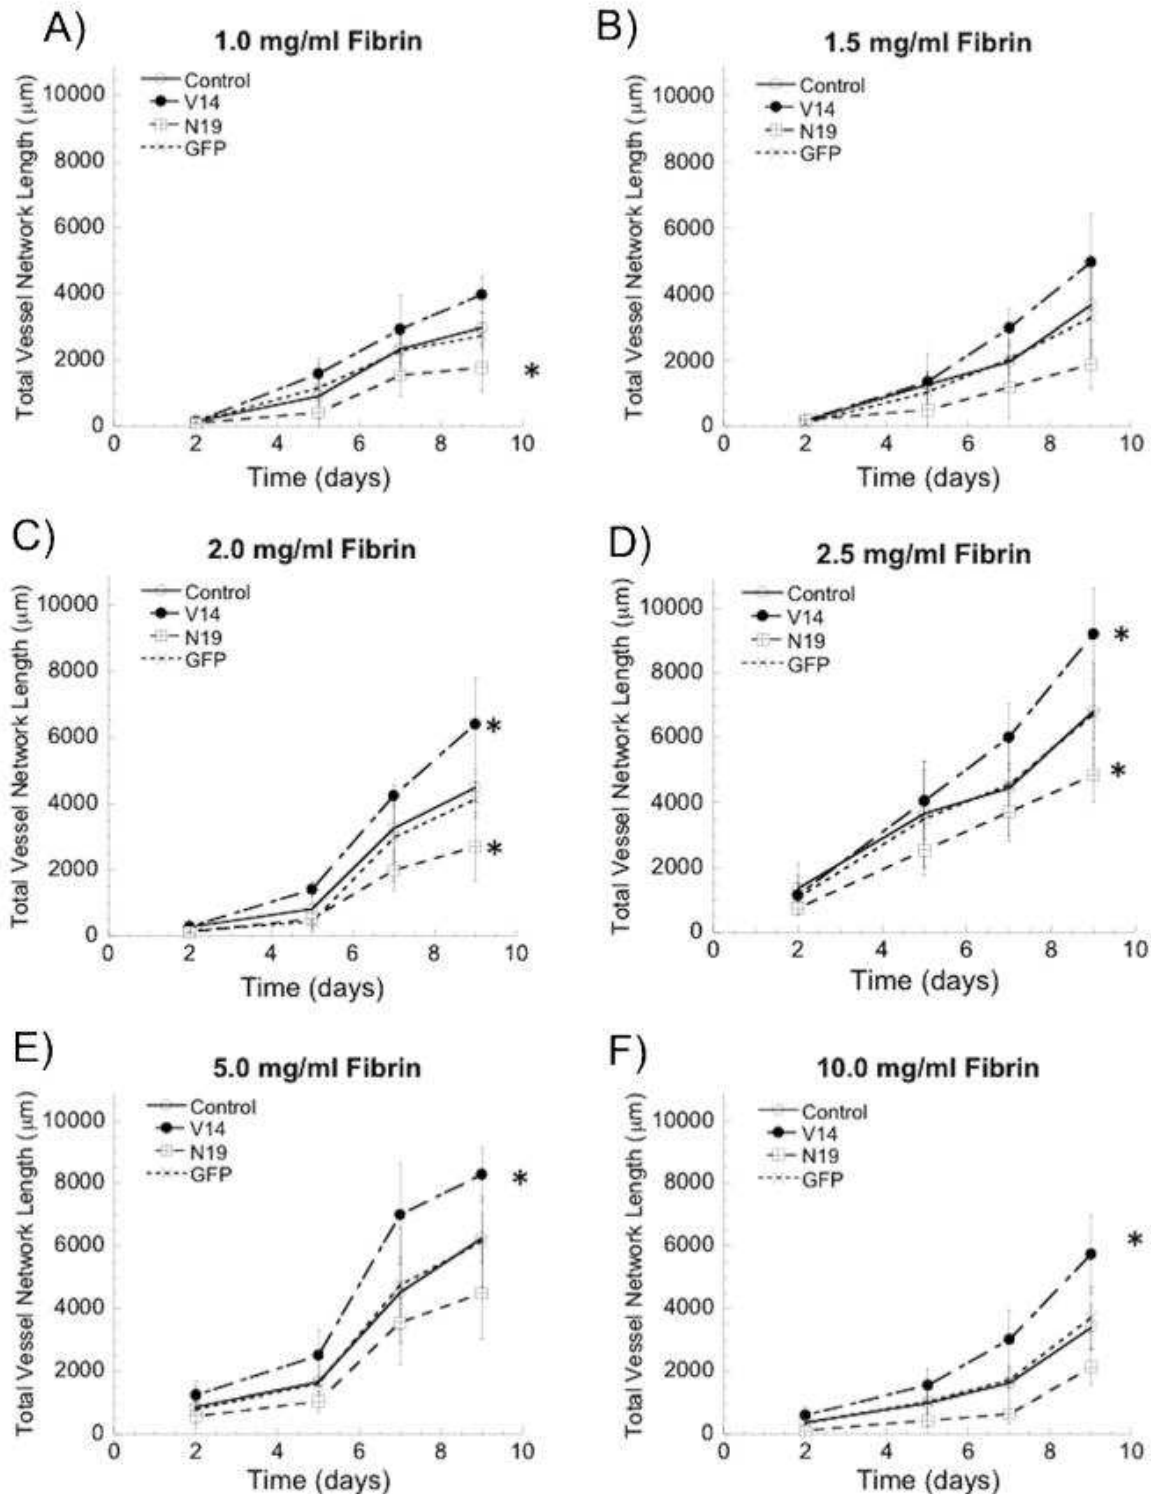 A)
1.0 mg/ml Fibrin
Total Vessel Network Length (μm)
10000
8000
6000
4000
2000
0
Control
V14
N19
GFP
*
0 2 4 6 8 10
Time (days)
B)
1.5 mg/ml Fibrin
Total Vessel Network Length (μm)
10000
8000
6000
4000
2000
0
Control
V14
N19
GFP
0 2 4 6 8 10
Time (days)
C)
2.0 mg/ml Fibrin
Total Vessel Network Length (μm)
10000
8000
6000
4000
2000
0
Control
V14
N19
GFP
*
*
0 2 4 6 8 10
Time (days)
D)
2.5 mg/ml Fibrin
Total Vessel Network Length (μm)
10000
8000
6000
4000
2000
0
Control
V14
N19
GFP
*
*
0 2 4 6 8 10
Time (days)
E)
5.0 mg/ml Fibrin
Total Vessel Network Length (μm)
10000
8000
6000
4000
2000
0
Control
V14
N19
GFP
*
0 2 4 6 8 10
Time (days)
F)
10.0 mg/ml Fibrin
Total Vessel Network Length (μm)
10000
8000
6000
4000
2000
0
Control
V14
N19
GFP
*
0 2 4 6 8 10
Time (days)